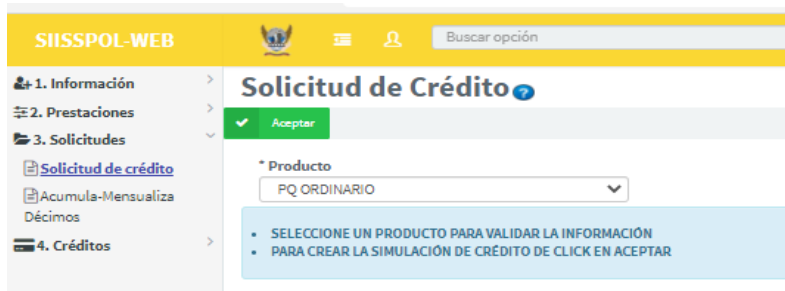 SIISSPOL-WEB
Buscar opción
1. Información
2. Prestaciones
3. Solicitudes
Solicitud de crédito
Acumula-Mensualiza
Décimos
4. Créditos
Solicitud de Crédito
Aceptar
* Producto
PQ ORDINARIO
• SELECCIONE UN PRODUCTO PARA VALIDAR LA INFORMACIÓN
• PARA CREAR LA SIMULACIÓN DE CRÉDITO DE CLICK EN ACEPTAR